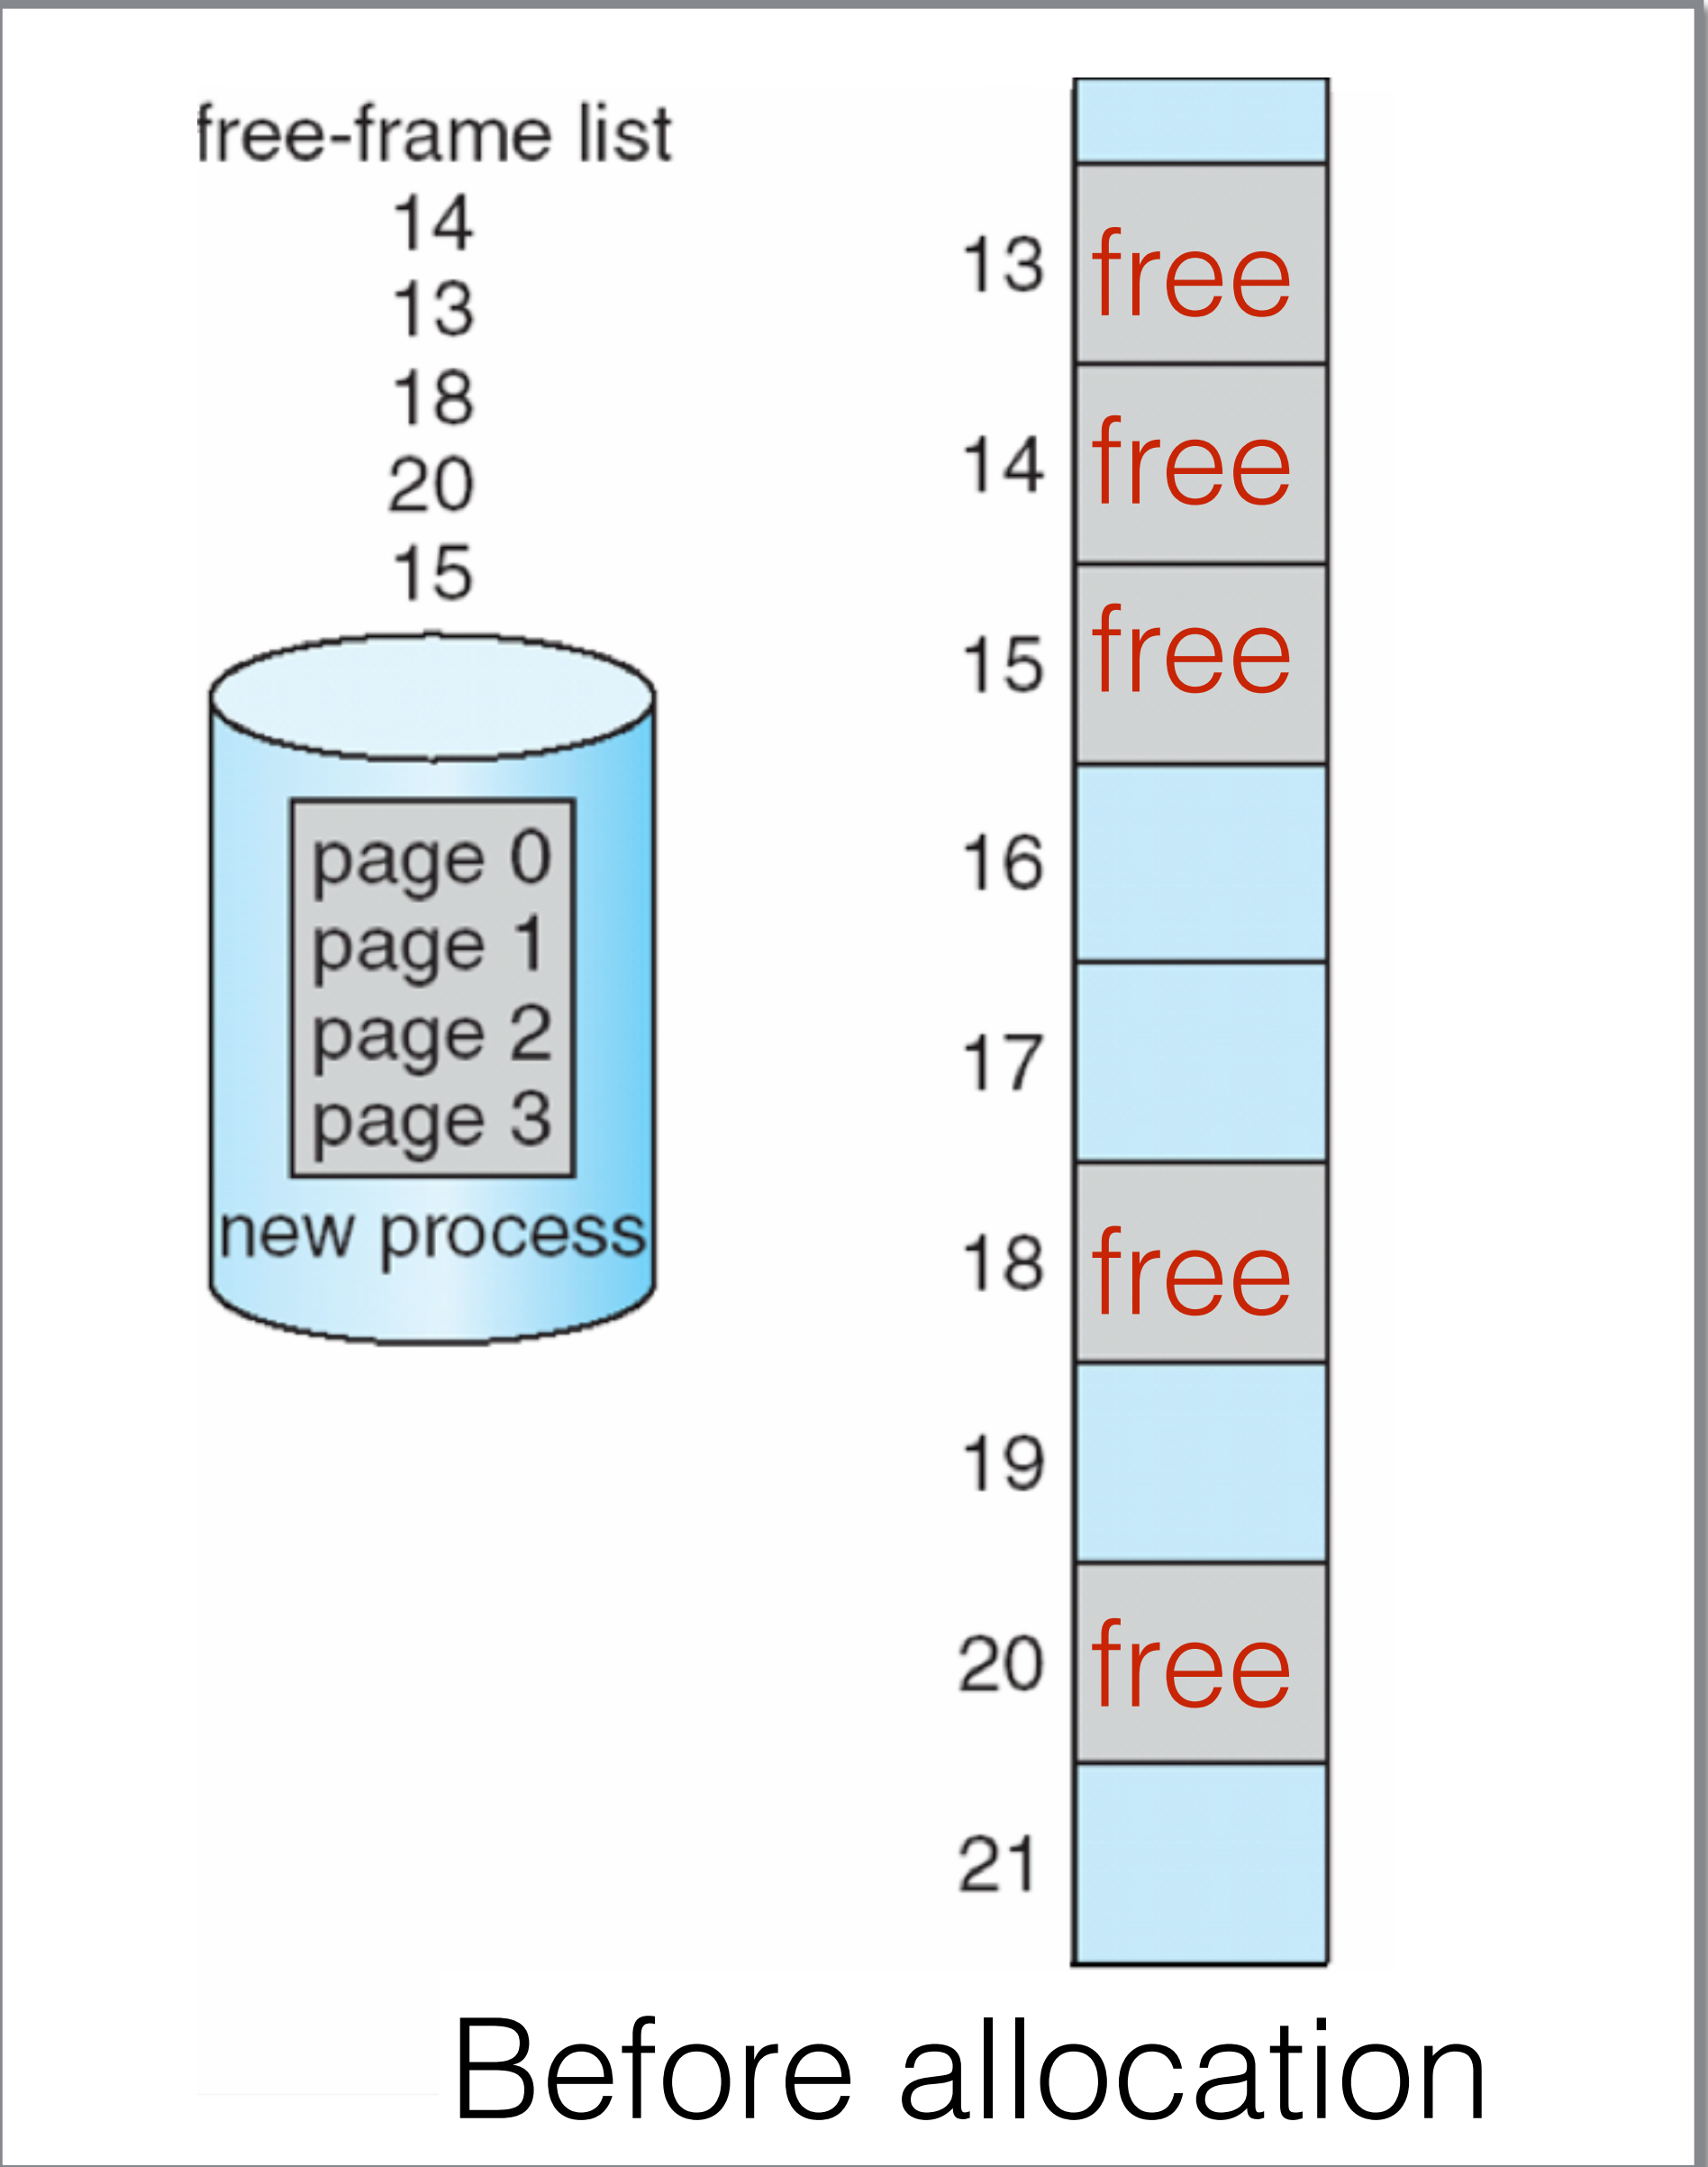 free-frame list
14
13
18
20
15
page 0
page 1
page 2
page 3
new process
13 free
14 free
15 free
16
17
18 free
19
20 free
21
Before allocation